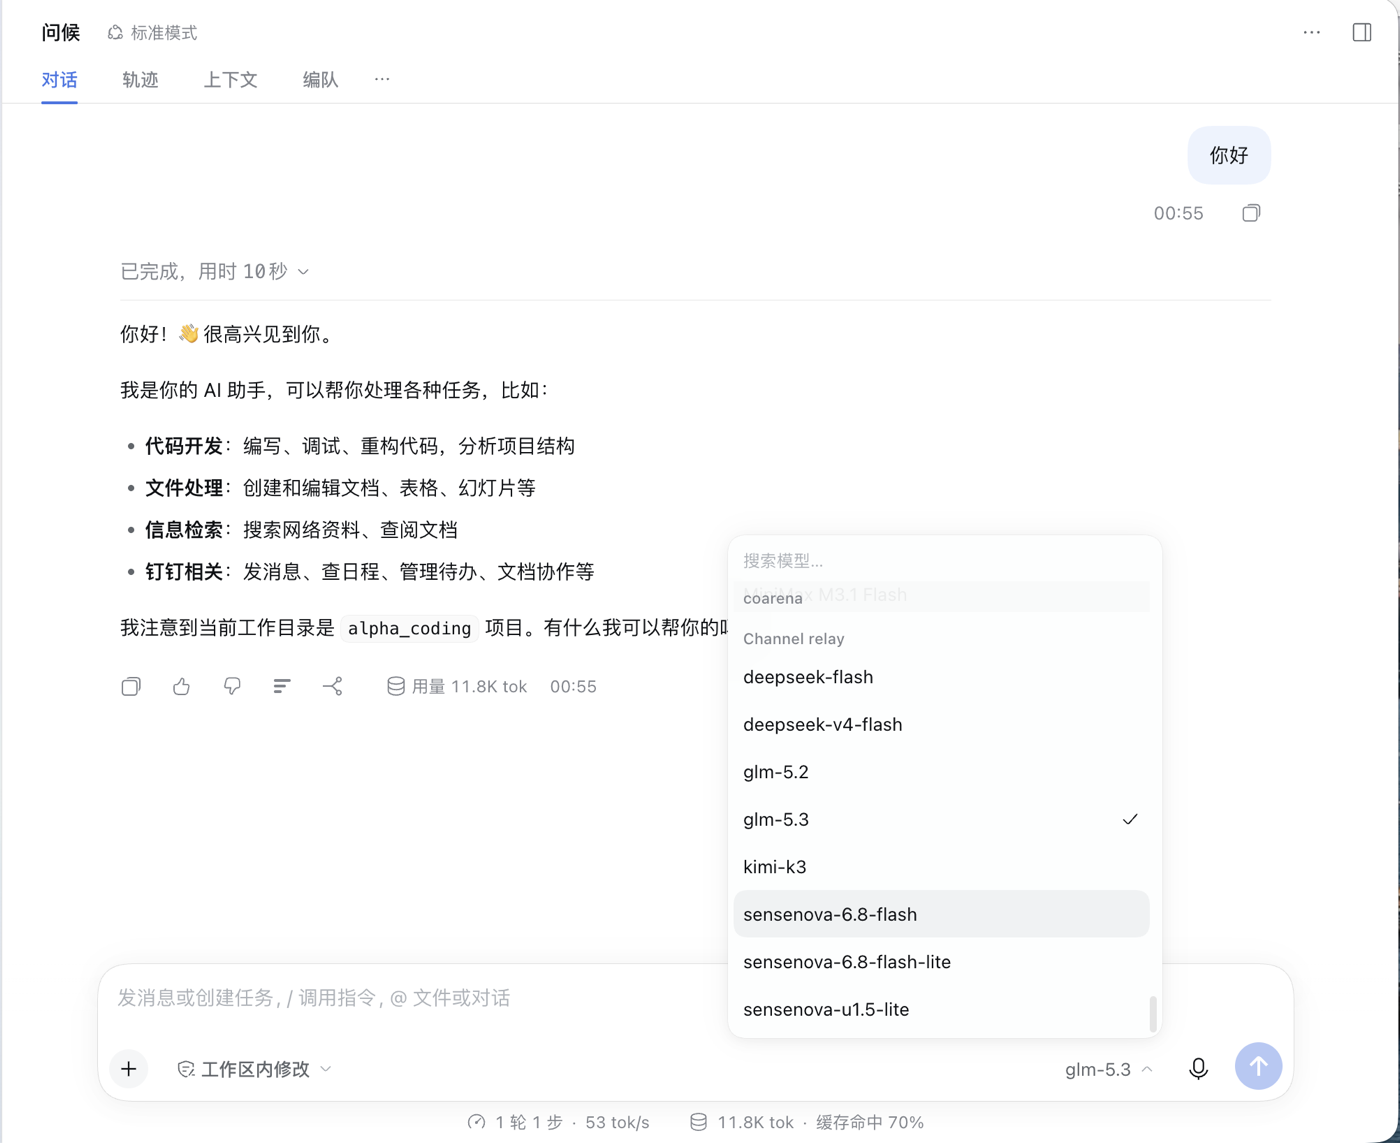 问候 标准模式
对话 轨迹 上下文 编队 ...
你好
00:55
已完成，用时 10秒
你好！👋 很高兴见到你。
我是你的 AI 助手，可以帮你处理各种任务，比如：
• 代码开发：编写、调试、重构代码，分析项目结构
• 文件处理：创建和编辑文档、表格、幻灯片等
• 信息检索：搜索网络资料、查阅文档
• 钉钉相关：发消息、查日程、管理待办、文档协作等
我注意到当前工作目录是 alpha_coding 项目。有什么我可以帮你的
用量 11.8K tok 00:55
搜索模型...
M3.1 Flash
coarena
Channel relay
deepseek-flash
deepseek-v4-flash
glm-5.2
glm-5.3
kimi-k3
sensenova-6.8-flash
sensenova-6.8-flash-lite
sensenova-u1.5-lite
发消息或创建任务, / 调用指令, @ 文件或对话
工作区内修改 glm-5.3
1 轮 1 步 · 53 tok/s 11.8K tok · 缓存命中 70%